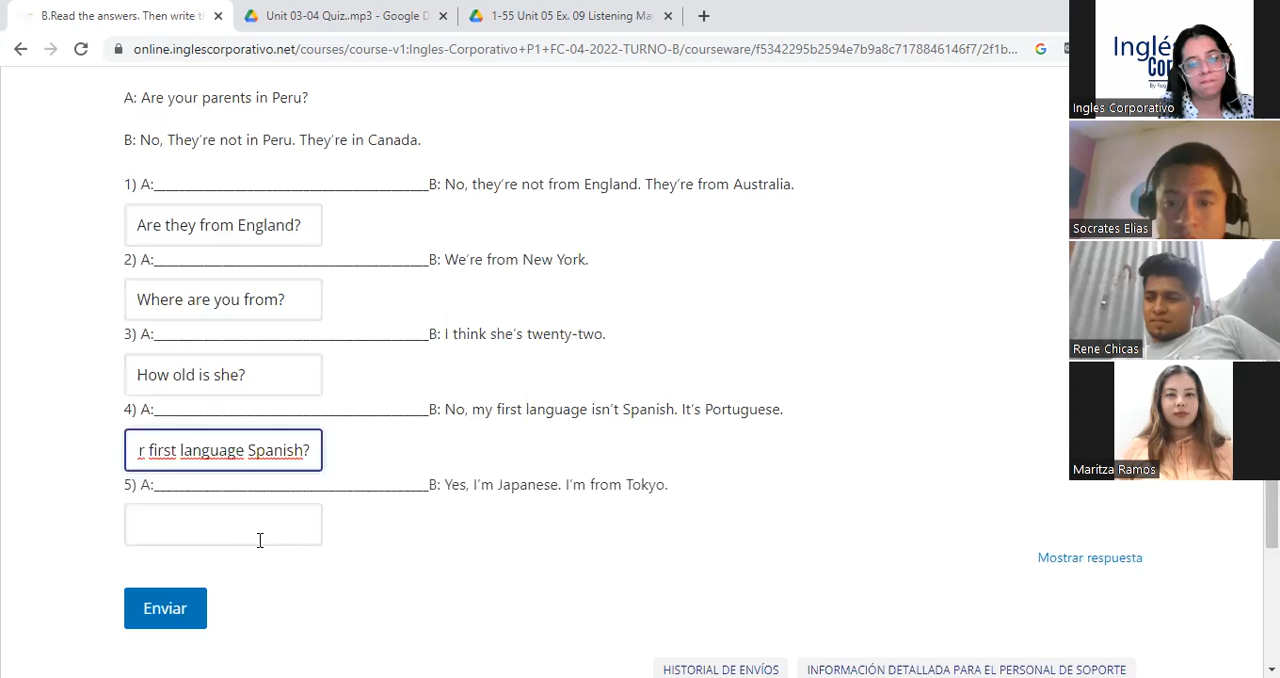 B.Read the answers. Then write t
Unit 03-04 Quiz..mp3 - Google D
1-55 Unit 05 Ex. 09 Listening Ma
online.inglescorporativo.net/courses/course-v1:Ingles-Corporativo+P1+FC-04-2022-TURNO-B/courseware/f5342295b2594e7b9a8c7178846146f7/2f1b...
A: Are your parents in Peru?
B: No, They're not in Peru. They're in Canada.
1) A:______________________________________B: No, they're not from England. They're from Australia.
Are they from England?
2) A:______________________________________B: We're from New York.
Where are you from?
3) A:______________________________________B: I think she's twenty-two.
How old is she?
4) A:______________________________________B: No, my first language isn't Spanish. It's Portuguese.
r first language Spanish?
5) A:______________________________________B: Yes, I'm Japanese. I'm from Tokyo.
Mostrar respuesta
Enviar
HISTORIAL DE ENVÍOS
INFORMACIÓN DETALLADA PARA EL PERSONAL DE SOPORTE
Ingles Corporativo
Socrates Elias
Rene Chicas
Maritza Ramos